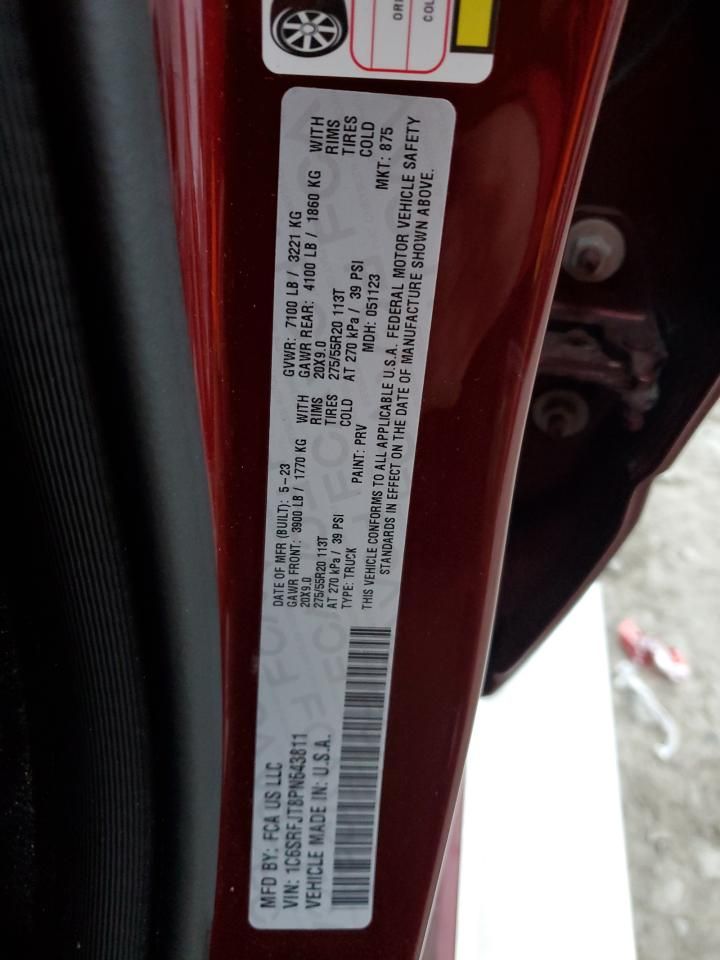 ORI
COL
MFD BY: FCA US LLC
VIN: 1C6SRFJT8PN643811
VEHICLE MADE IN: U.S.A.
DATE OF MFR (BUILT): 5-23
GAWR FRONT: 3900 LB / 1770 KG WITH
20X9.0 RIMS
275/55R20 113T TIRES
AT 270 kPa / 39 PSI COLD
TYPE: TRUCK PAINT: PRV
GVWR: 7100 LB / 3221 KG
GAWR REAR: 4100 LB / 1860 KG WITH
20X9.0 RIMS
275/55R20 113T TIRES
AT 270 kPa / 39 PSI COLD
MDH: 051123 MKT: 875
THIS VEHICLE CONFORMS TO ALL APPLICABLE U.S.A. FEDERAL MOTOR VEHICLE SAFETY
STANDARDS IN EFFECT ON THE DATE OF MANUFACTURE SHOWN ABOVE.